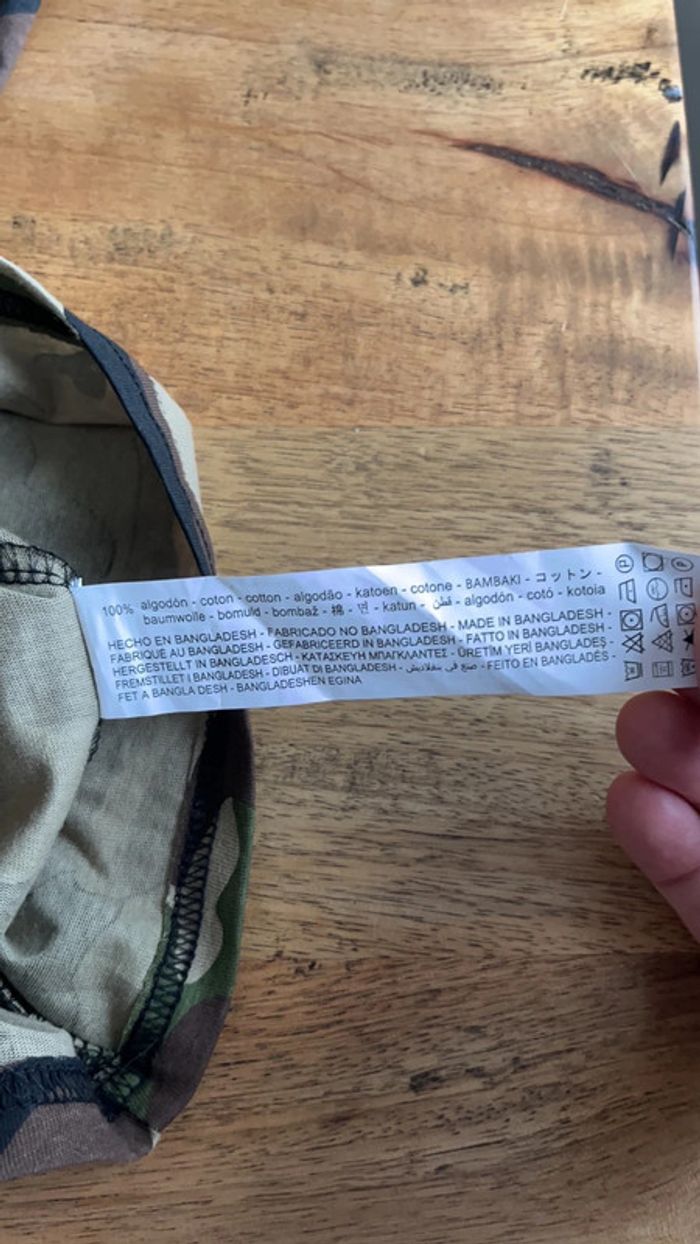 100% algodón - coton - cotton - algodão - katoen - cotone - ΒΑΜΒΑΚΙ - コットン -
baumwolle - bomuld - bombaž - 棉 - 면 - katun - قطن - algodón - cotó - kotoia
HECHO EN BANGLADESH - FABRICADO NO BANGLADESH - MADE IN BANGLADESH -
FABRIQUÉ AU BANGLADESH - GEFABRICEERD IN BANGLADESH - FATTO IN BANGLADESH -
HERGESTELLT IN BANGLADESCH - ΚΑΤΑΣΚΕΥΗ ΜΠΑΓΚΛΑΝΤΕΣ - ÜRETİM YERİ BANGLADEŞ -
FREMSTILLET I BANGLADESH - DIBUAT DI BANGLADESH - صنع في بنغلاديش - FEITO EN BANGLADÉS -
FET A BANGLA DESH - BANGLADESHEN EGINA